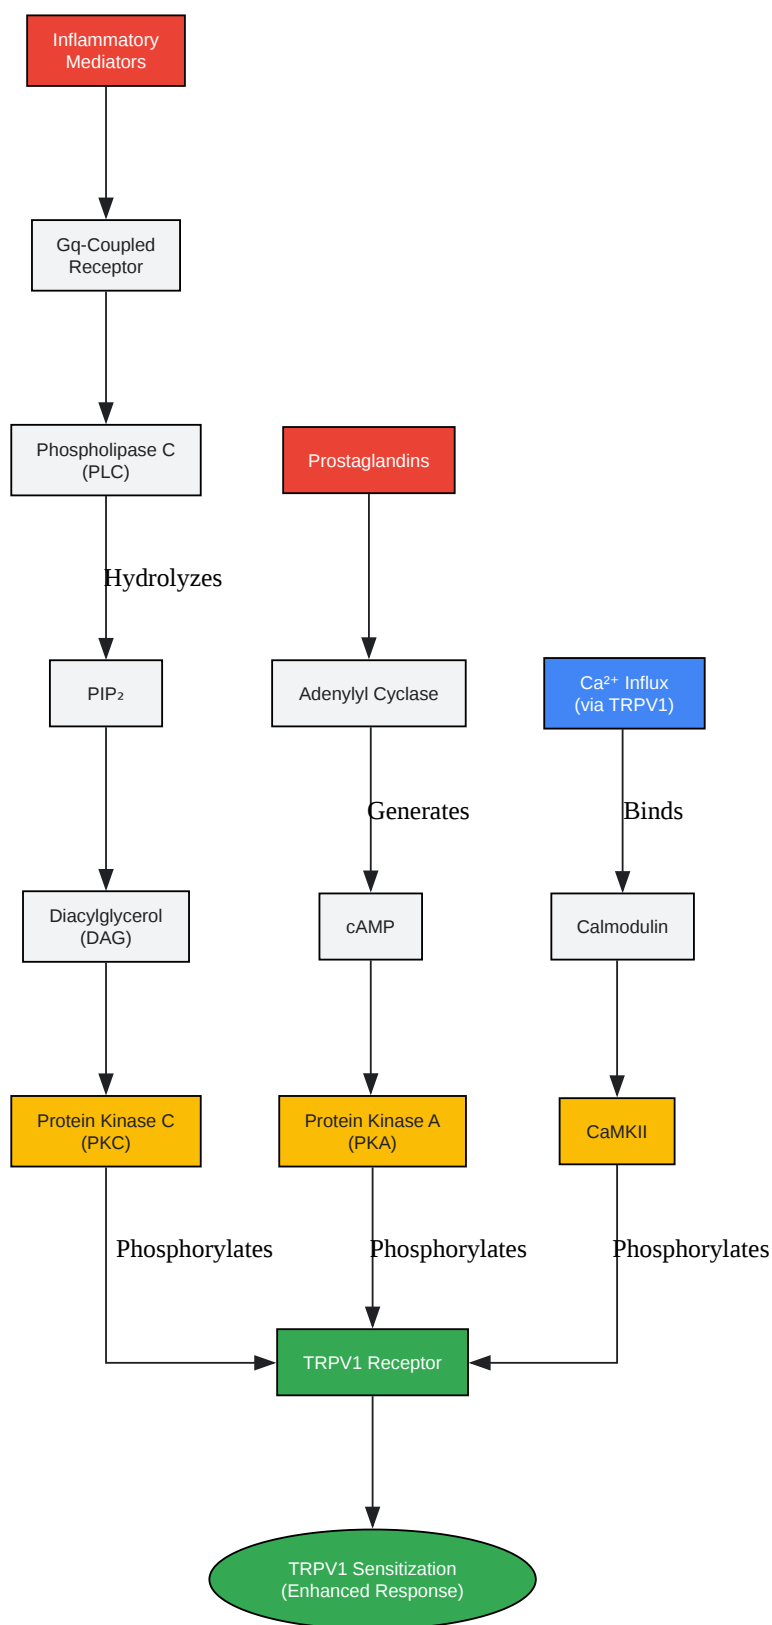 Inflammatory
Mediators
Gq-Coupled
Receptor
Phospholipase C
(PLC)
Prostaglandins
Hydrolyzes
PIP₂
Adenylyl Cyclase
Ca²⁺ Influx
(via TRPV1)
Generates
Binds
Diacylglycerol
(DAG)
cAMP
Calmodulin
Protein Kinase C
(PKC)
Protein Kinase A
(PKA)
CaMKII
Phosphorylates
Phosphorylates
Phosphorylates
TRPV1 Receptor
TRPV1 Sensitization
(Enhanced Response)